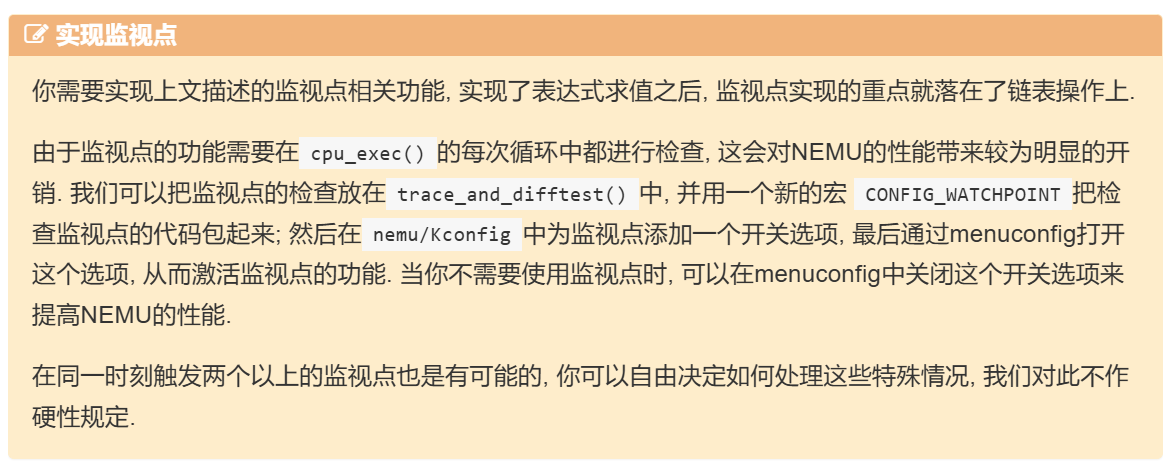 实现监视点
你需要实现上文描述的监视点相关功能, 实现了表达式求值之后, 监视点实现的重点就落在了链表操作上.
由于监视点的功能需要在 cpu_exec() 的每次循环中都进行检查, 这会对NEMU的性能带来较为明显的开
销. 我们可以把监视点的检查放在 trace_and_difftest() 中, 并用一个新的宏 CONFIG_WATCHPOINT 把检
查监视点的代码包起来; 然后在 nemu/Kconfig 中为监视点添加一个开关选项, 最后通过menuconfig打开
这个选项, 从而激活监视点的功能. 当你不需要使用监视点时, 可以在menuconfig中关闭这个开关选项来
提高NEMU的性能.
在同一时刻触发两个以上的监视点也是有可能的, 你可以自由决定如何处理这些特殊情况, 我们对此不作
硬性规定.